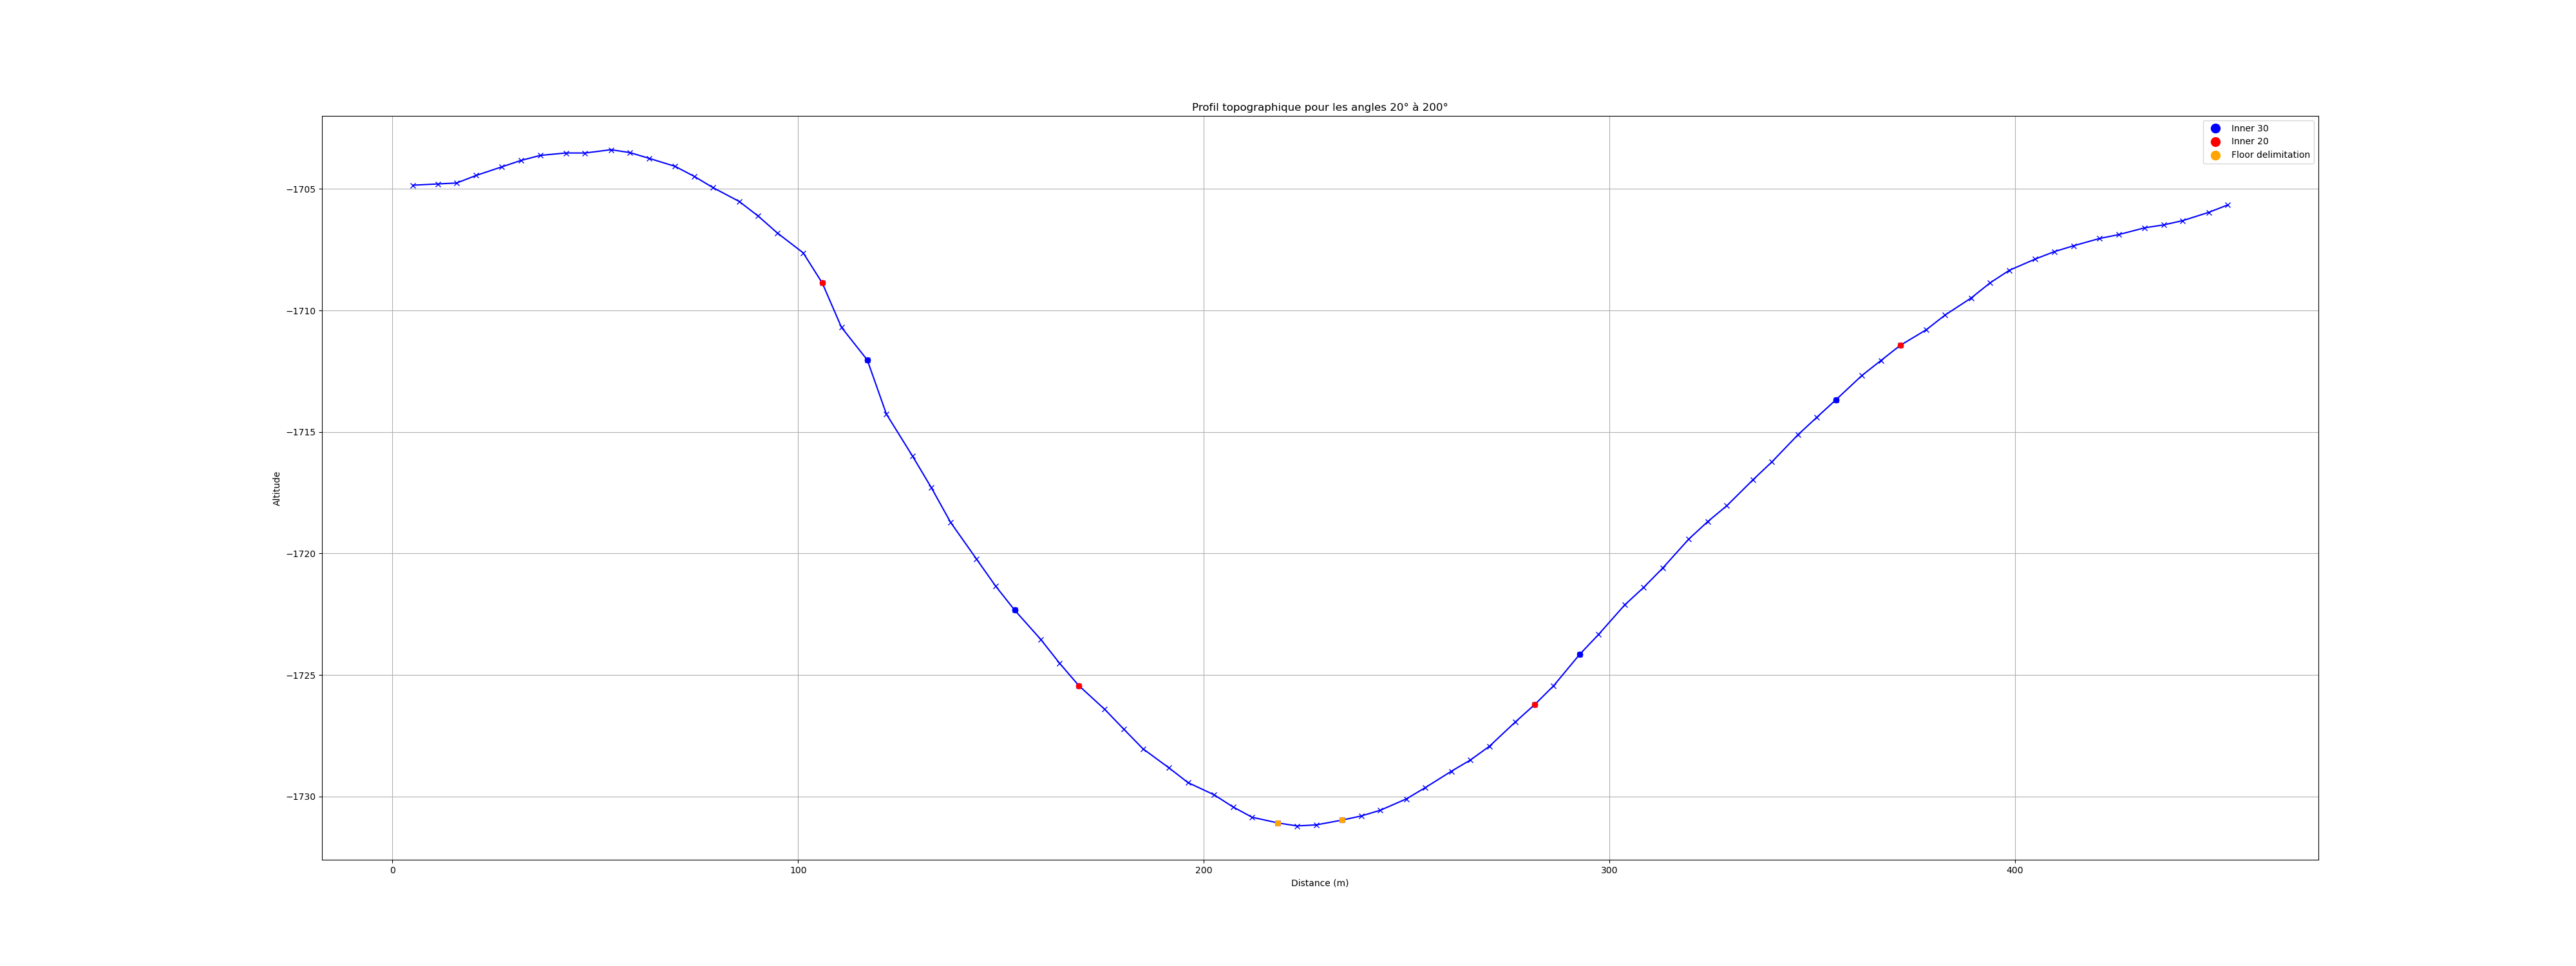 Profil topographique pour les angles 20° à 200°
Inner 30
Inner 20
Floor delimitation
−1705
−1710
−1715
−1720
−1725
−1730
Altitude
0
100
200
300
400
Distance (m)